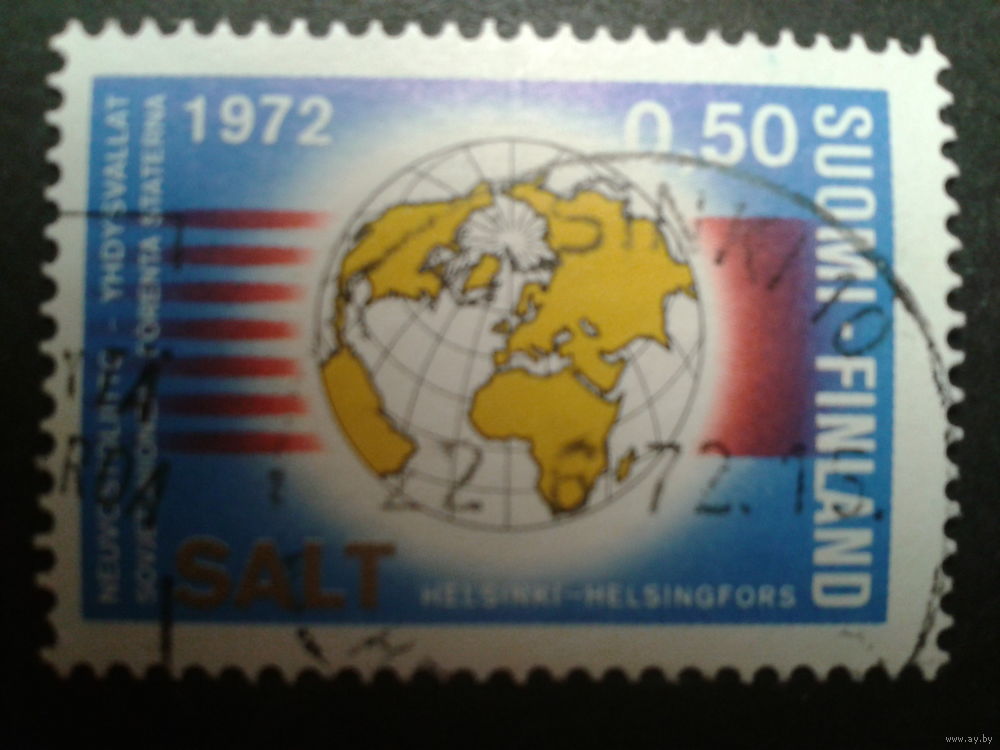 1972
0.50
SUOMI-FINLAND
NEUVOSTOLIITTO - YHDYSVALLAT
SOVJETUNIONEN - FÖRENTA STATERNA
SALT
HELSINKI-HELSINGFORS
22
72.
www.ay.by